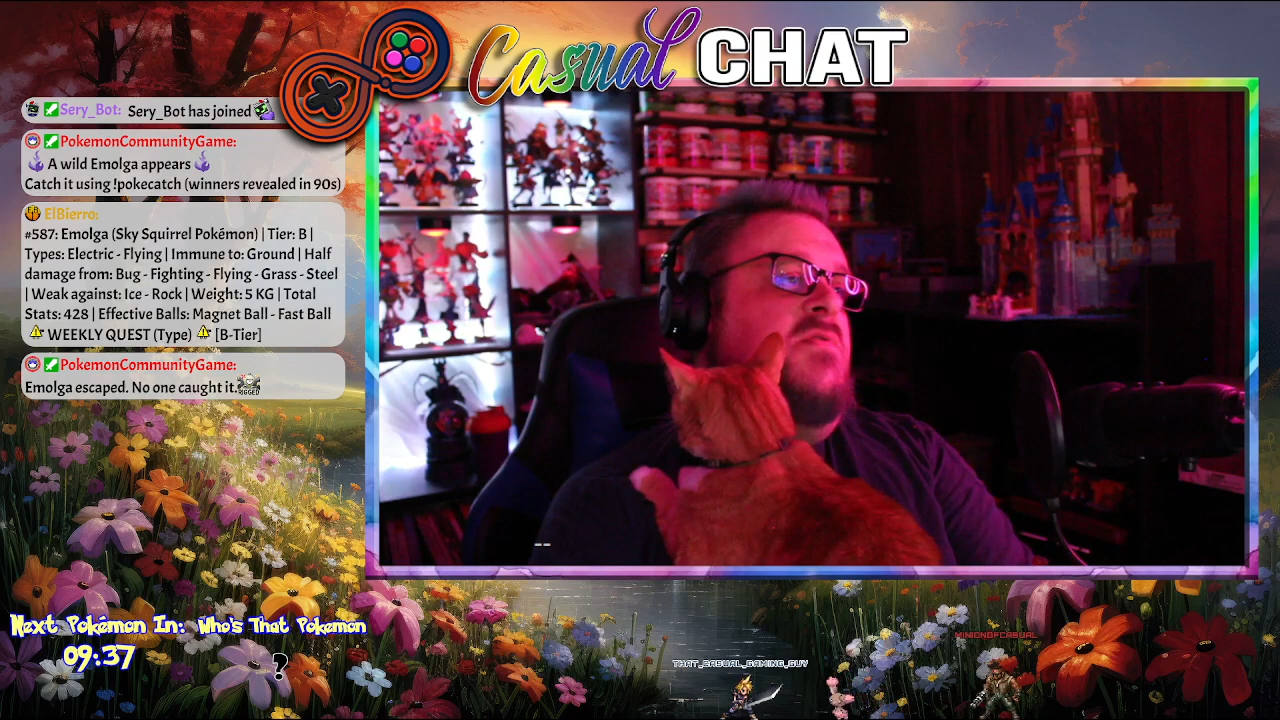 Casual CHAT
Sery_Bot: Sery_Bot has joined
PokemonCommunityGame:
A wild Emolga appears
Catch it using !pokecatch (winners revealed in 90s)
ElBierro:
#587: Emolga (Sky Squirrel Pokémon) | Tier: B |
Types: Electric - Flying | Immune to: Ground | Half
damage from: Bug - Fighting - Flying - Grass - Steel
| Weak against: Ice - Rock | Weight: 5 KG | Total
Stats: 428 | Effective Balls: Magnet Ball - Fast Ball
WEEKLY QUEST (Type) [B-Tier]
PokemonCommunityGame:
Emolga escaped. No one caught it.
RIGGED
--
Next Pokémon In: Who's That Pokemon
09:37
?
THAT_CASUAL_GAMING_GUY
MINIONOFCASUAL